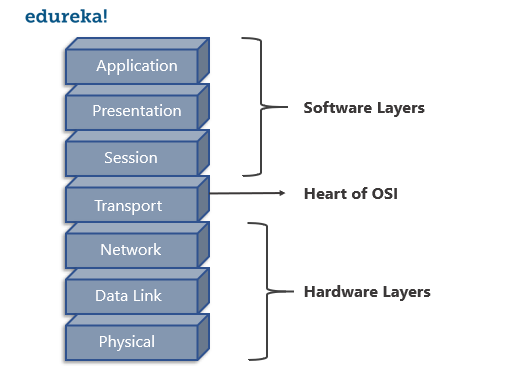 edureka!
Application
Presentation
Software Layers
Session
Transport
Heart of OSI
Network
Data Link
Hardware Layers
Physical